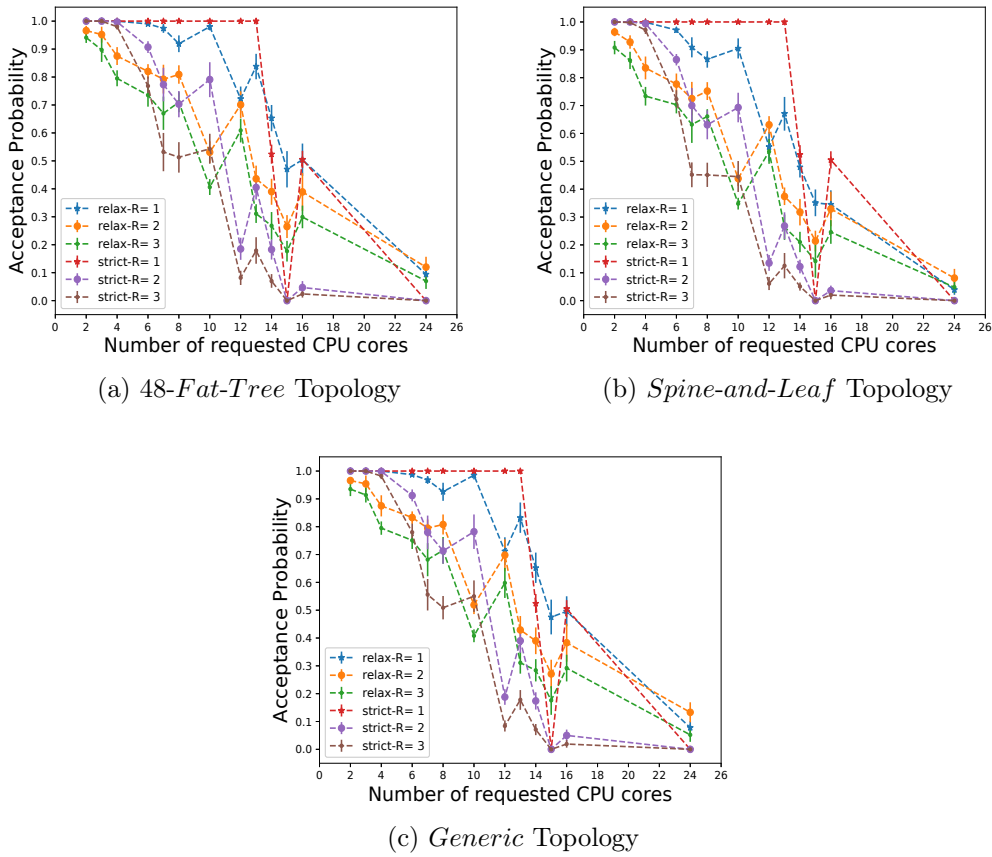 Acceptance Probability
1.0
0.9
0.8
0.7
0.6
0.5
0.4
0.3
0.2
0.1
0.0
relax-R= 1
relax-R= 2
relax-R= 3
strict-R= 1
strict-R= 2
strict-R= 3
0 2 4 6 8 10 12 14 16 18 20 22 24 26
Number of requested CPU cores
(a) 48-Fat-Tree Topology
Acceptance Probability
1.0
0.9
0.8
0.7
0.6
0.5
0.4
0.3
0.2
0.1
0.0
relax-R= 1
relax-R= 2
relax-R= 3
strict-R= 1
strict-R= 2
strict-R= 3
0 2 4 6 8 10 12 14 16 18 20 22 24 26
Number of requested CPU cores
(b) Spine-and-Leaf Topology
Acceptance Probability
1.0
0.9
0.8
0.7
0.6
0.5
0.4
0.3
0.2
0.1
0.0
relax-R= 1
relax-R= 2
relax-R= 3
strict-R= 1
strict-R= 2
strict-R= 3
0 2 4 6 8 10 12 14 16 18 20 22 24 26
Number of requested CPU cores
(c) Generic Topology